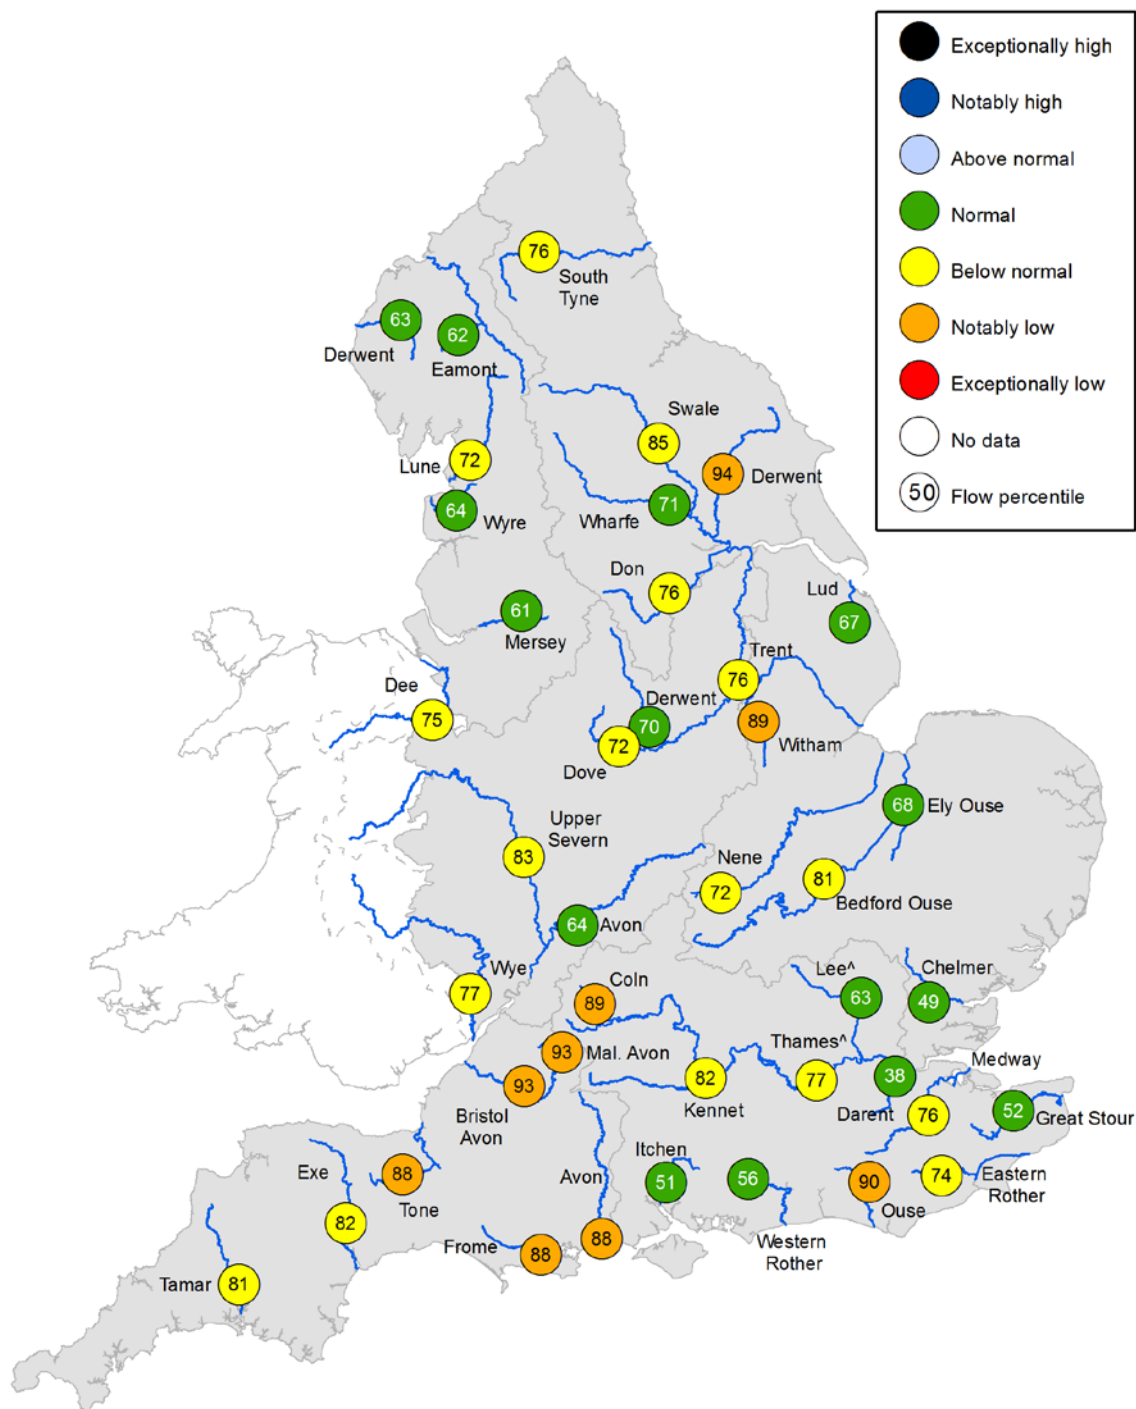 Exceptionally high
Notably high
Above normal
Normal
Below normal
Notably low
Exceptionally low
No data
50 Flow percentile
76
South
Tyne
63
62
Derwent
Eamont
Swale
85
72
Lune
94
Derwent
64
Wyre
71
Wharfe
Don
76
Lud
67
61
Mersey
Trent
76
Dee
75
Derwent
70
89
Witham
72
Dove
68
Ely Ouse
Upper
Severn
83
Nene
72
81
Bedford Ouse
64
Avon
Wye
77
Coln
89
Lee^
63
Chelmer
49
93
Mal. Avon
93
Bristol
Avon
82
Kennet
Thames^
77
38
Darent
Medway
76
52
Great Stour
Itchen
51
56
Western
Rother
90
Ouse
74
Eastern
Rother
Exe
82
88
Tone
Avon
88
Frome
88
Tamar
81